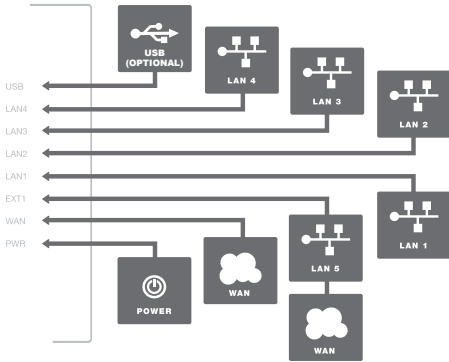 USB
(OPTIONAL)
LAN 4
LAN 3
LAN 2
USB
LAN4
LAN3
LAN2
LAN1
EXT1
WAN
PWR
LAN 1
LAN 5
WAN
POWER
WAN